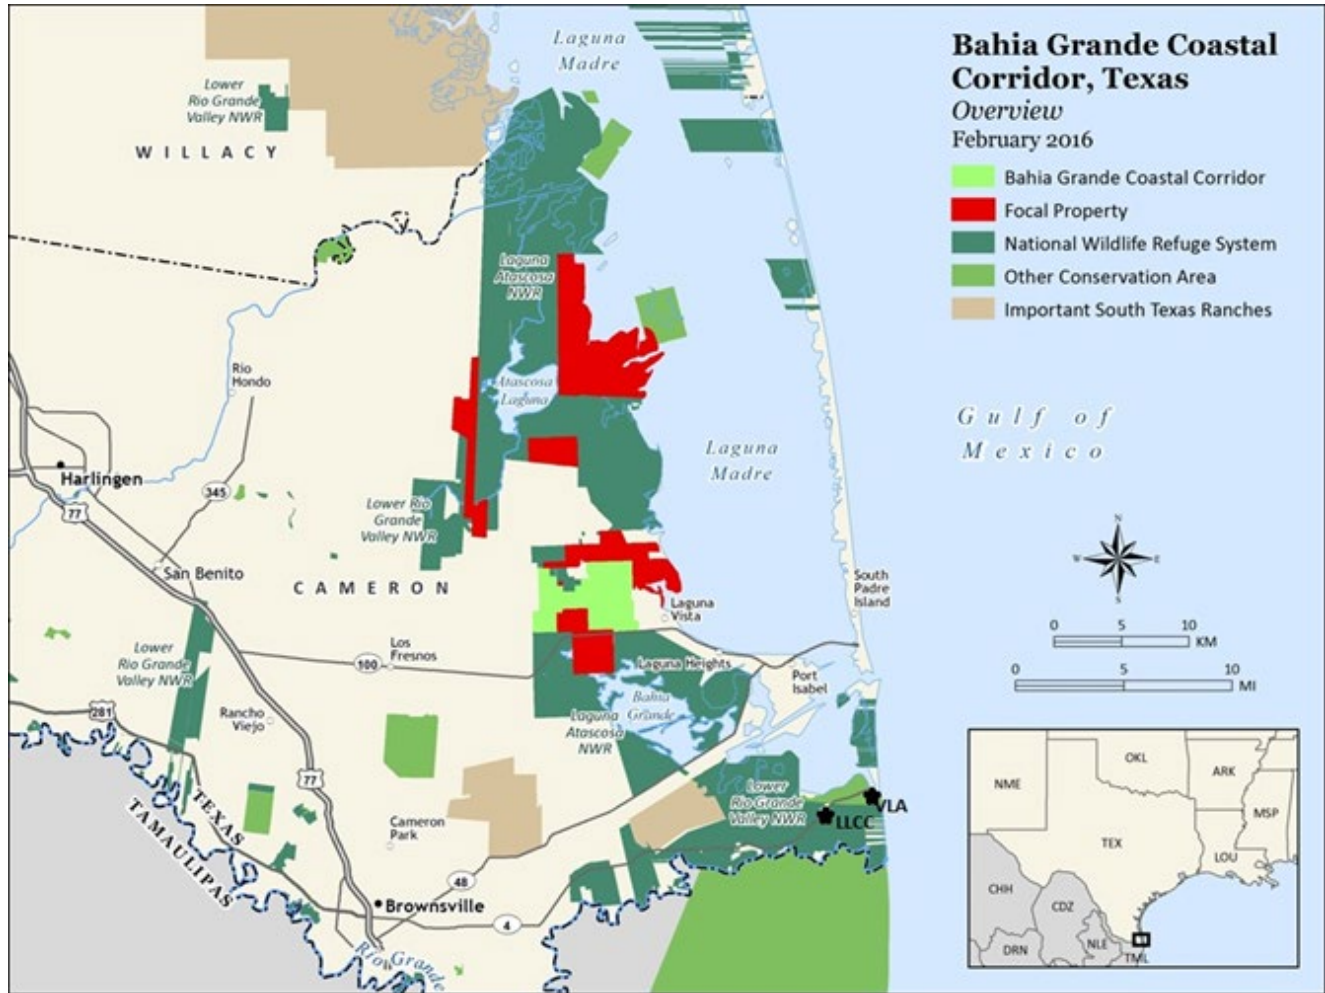 Bahia Grande Coastal
Corridor, Texas
Overview
February 2016
Bahia Grande Coastal Corridor
Focal Property
National Wildlife Refuge System
Other Conservation Area
Important South Texas Ranches
Laguna
Madre
Lower
Rio Grande
Valley NWR
WILLACY
Laguna
Atascosa
NWR
Rio
Hondo
Atascosa
Laguna
Gulf of
Mexico
Laguna
Madre
Harlingen
345
77
Lower Rio
Grande
Valley NWR
San Benito
CAMERON
South
Padre
Island
Laguna
Vista
N
W
E
S
0 5 10
KM
0 5 10
MI
Lower
Rio Grande
Valley NWR
Los
Fresnos
100
Laguna Heights
Port
Isabel
Bahia
Grande
281
Rancho
Viejo
Laguna
Atascosa
NWR
77
Lower
Rio Grande
Valley NWR
VLA
LLCC
TEXAS
TAMAULIPAS
Cameron
Park
48
Brownsville
4
Rio Grande
NME
OKL
ARK
MSP
TEX
LOU
CHH
CDZ
DRN
NLE
TML